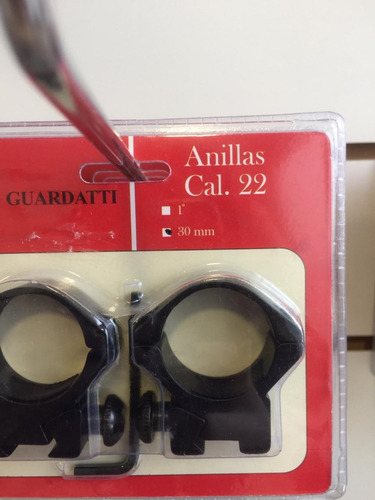 GUARDATTI
Anillas
Cal. 22
1"
30 mm